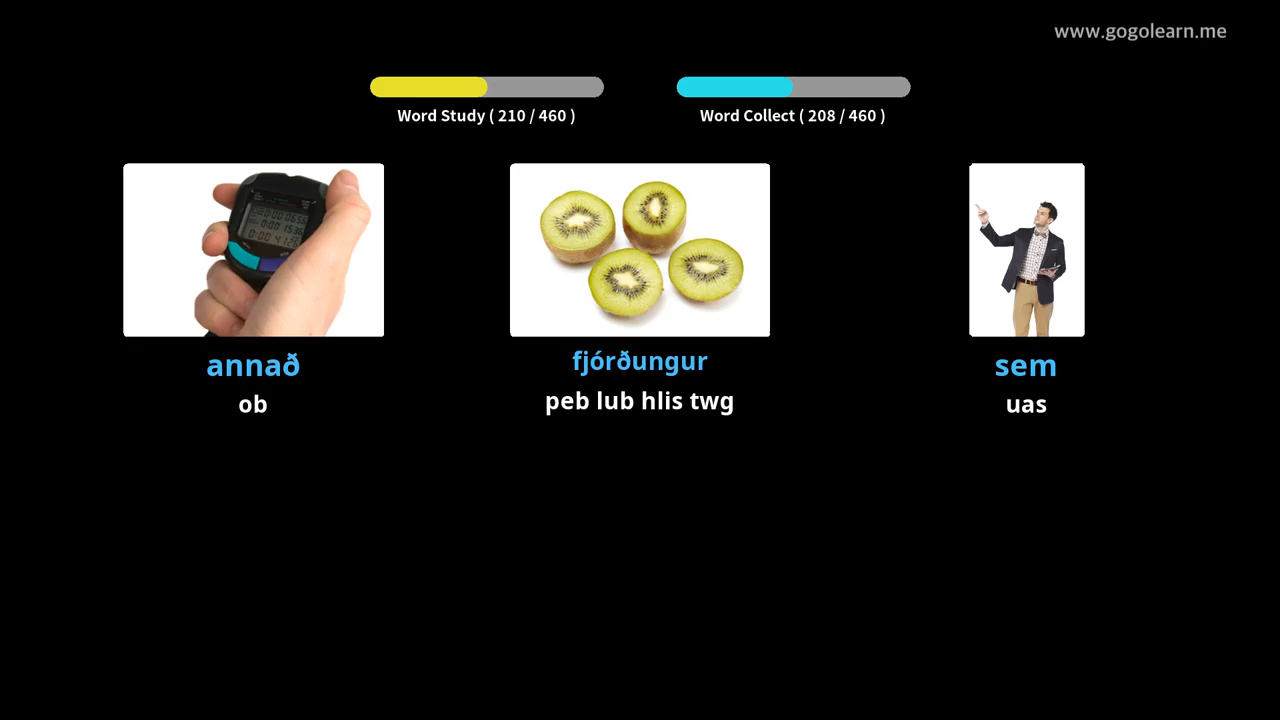 www.gogolearn.me
Word Study ( 210 / 460 )
Word Collect ( 208 / 460 )
annað
ob
fjórðungur
peb lub hlis twg
sem
uas